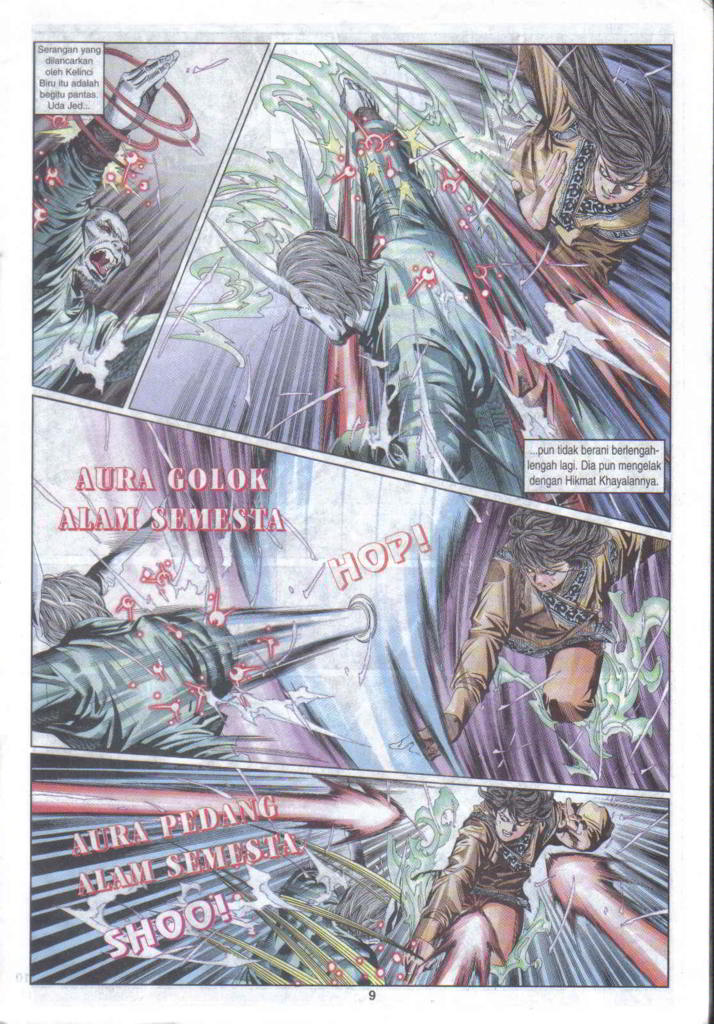 Serangan yang
dilancarkan
oleh Kelinci
Biru itu adalah
begitu pantas.
Uda Jed...
...pun tidak berani berlengah-
lengah lagi. Dia pun mengelak
dengan Hikmat Khayalannya.
AURA GOLOK
ALAM SEMESTA
HOP!
AURA PEDANG
ALAM SEMESTA
SHOO!
9